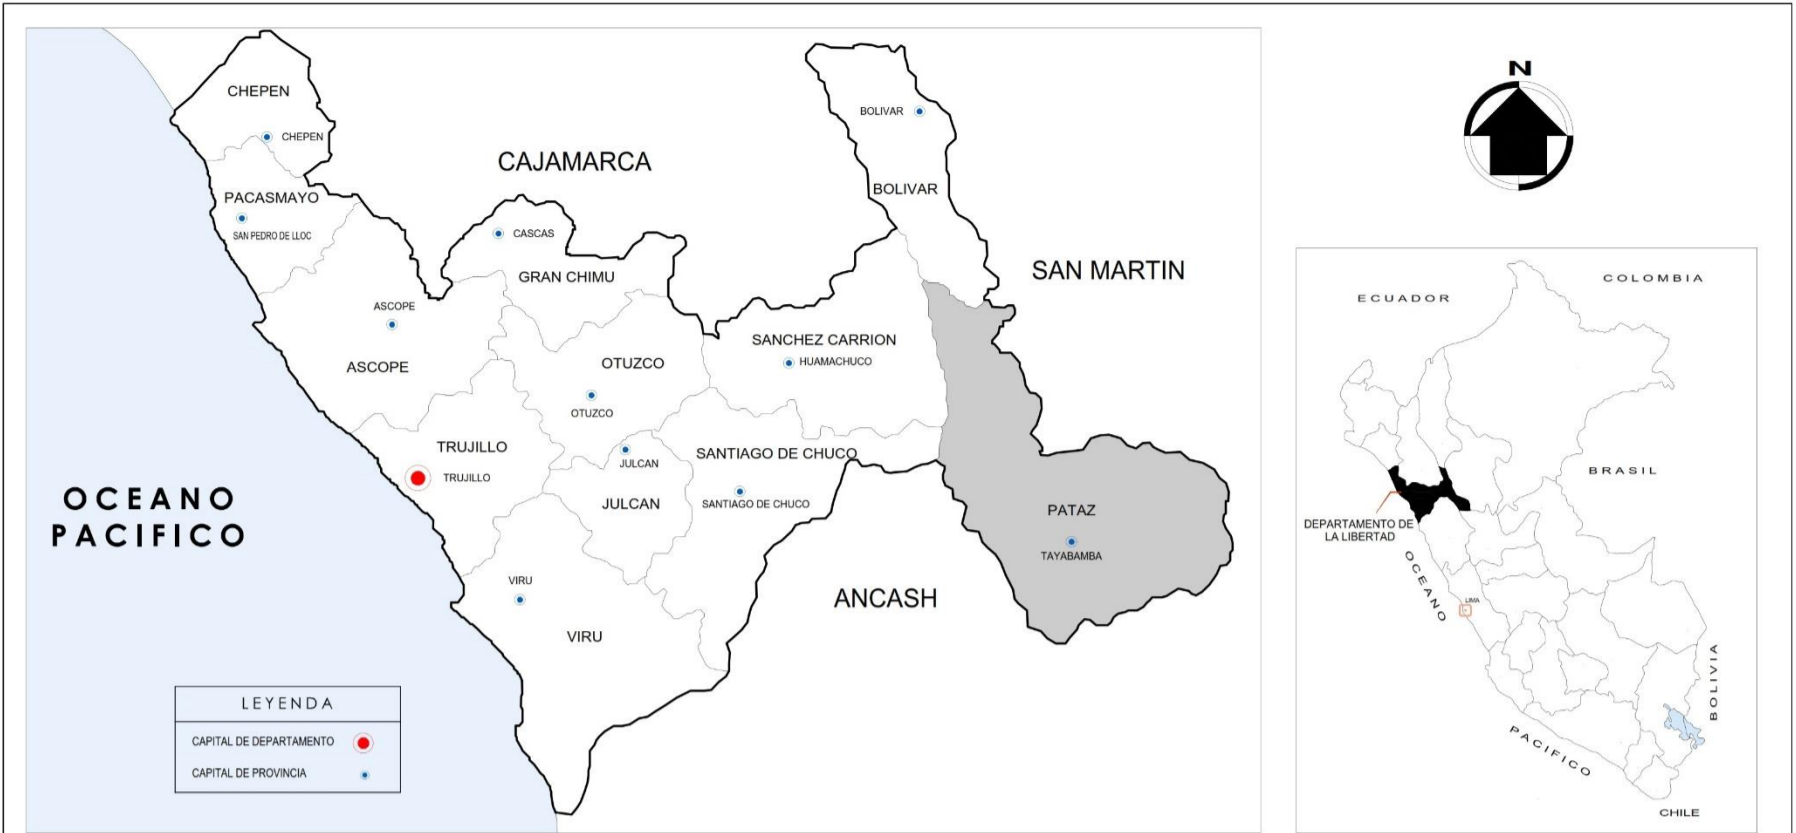 CHEPEN
CHEPEN
PACASMAYO
SAN PEDRO DE LLOC
CAJAMARCA
CASCAS
GRAN CHIMU
BOLIVAR
BOLIVAR
SAN MARTIN
ASCOPE
ASCOPE
OTUZCO
OTUZCO
SANCHEZ CARRION
HUAMACHUCO
TRUJILLO
TRUJILLO
JULCAN
JULCAN
SANTIAGO DE CHUCO
SANTIAGO DE CHUCO
PATAZ
TAYABAMBA
VIRU
VIRU
ANCASH
OCEANO
PACIFICO
LEYENDA
CAPITAL DE DEPARTAMENTO
CAPITAL DE PROVINCIA
N
ECUADOR
COLOMBIA
BRASIL
DEPARTAMENTO DE
LA LIBERTAD
OCEANO
LIMA
PACIFICO
BOLIVIA
CHILE